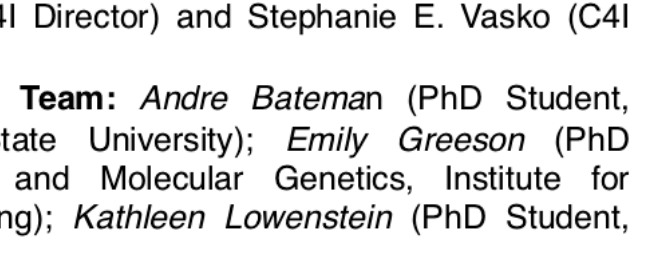 4I Director) and Stephanie E. Vasko (C4I
Team: Andre Bateman (PhD Student,
tate University); Emily Greeson (PhD
and Molecular Genetics, Institute for
ng); Kathleen Lowenstein (PhD Student,